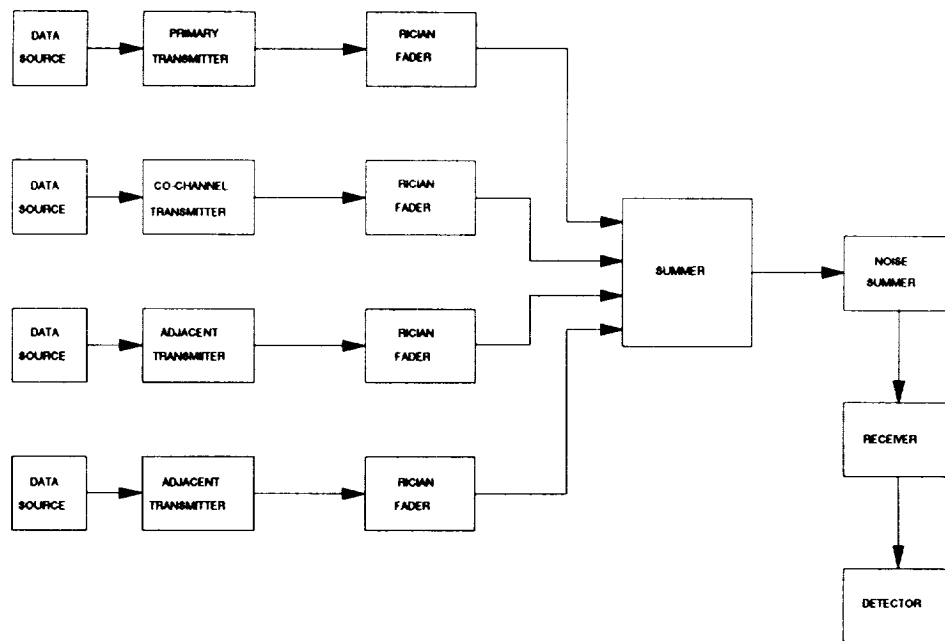 DATA
SOURCE
PRIMARY
TRANSMITTER
RICIAN
FADER
DATA
SOURCE
CO-CHANNEL
TRANSMITTER
RICIAN
FADER
SUMMER
NOISE
SUMMER
DATA
SOURCE
ADJACENT
TRANSMITTER
RICIAN
FADER
RECEIVER
DATA
SOURCE
ADJACENT
TRANSMITTER
RICIAN
FADER
DETECTOR